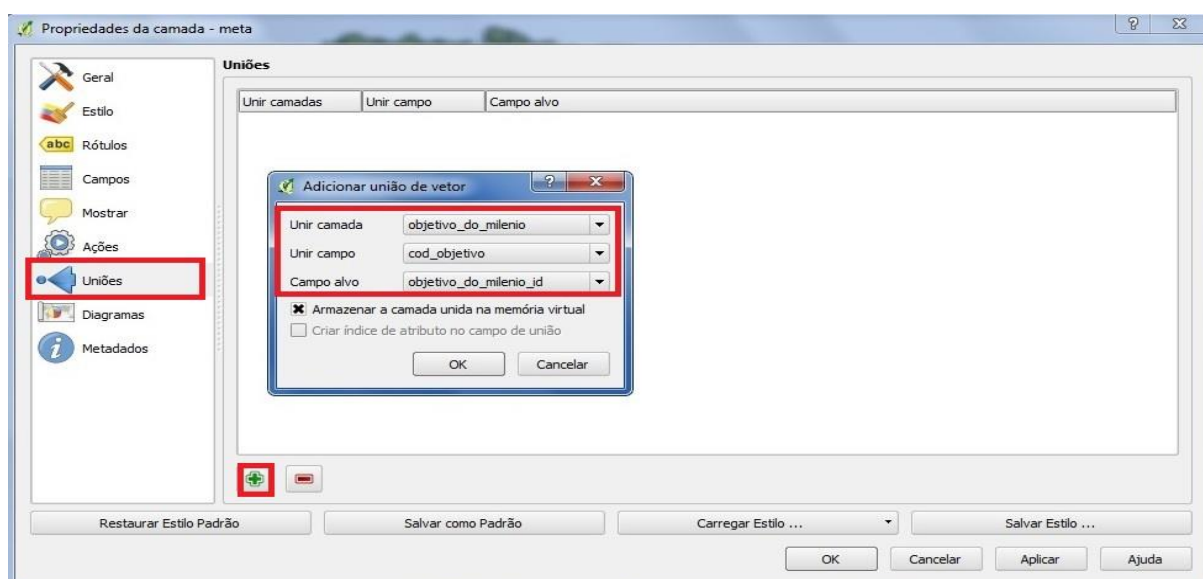 Propriedades da camada - meta
Geral
Estilo
abc Rótulos
Campos
Mostrar
Ações
Uniões
Diagramas
Metadados
Uniões
Unir camadas Unir campo Campo alvo
Adicionar união de vetor
Unir camada objetivo_do_milenio
Unir campo cod_objetivo
Campo alvo objetivo_do_milenio_id
Armazenar a camada unida na memória virtual
Criar índice de atributo no campo de união
OK Cancelar
Restaurar Estilo Padrão Salvar como Padrão Carregar Estilo ... Salvar Estilo ...
OK Cancelar Aplicar Ajuda